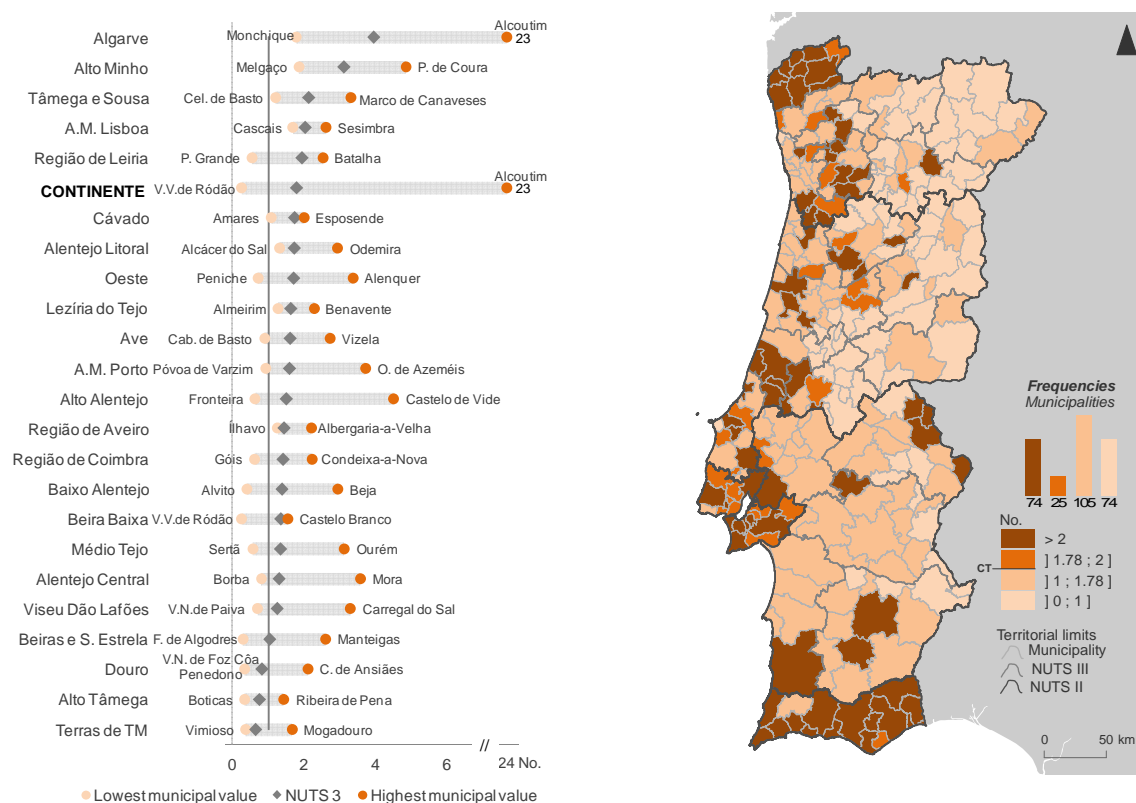 Alcoutim
Algarve Monchique 23
Alto Minho Melgaço P. de Coura
Tâmega e Sousa Cel. de Basto Marco de Canaveses
A.M. Lisboa Cascais Sesimbra
Região de Leiria P. Grande Batalha
Alcoutim
CONTINENTE V.V.de Ródão 23
Cávado Amares Esposende
Alentejo Litoral Alcácer do Sal Odemira
Oeste Peniche Alenquer
Lezíria do Tejo Almeirim Benavente
Ave Cab. de Basto Vizela
A.M. Porto Póvoa de Varzim O. de Azeméis
Alto Alentejo Fronteira Castelo de Vide
Região de Aveiro Ílhavo Albergaria-a-Velha
Região de Coimbra Góis Condeixa-a-Nova
Baixo Alentejo Alvito Beja
Beira Baixa V.V.de Ródão Castelo Branco
Médio Tejo Sertã Ourém
Alentejo Central Borba Mora
Viseu Dão Lafões V.N.de Paiva Carregal do Sal
Beiras e S. Estrela F. de Algodres Manteigas
V.N. de Foz Côa
Douro Penedono C. de Ansiães
Alto Tâmega Boticas Ribeira de Pena
Terras de TM Vimioso Mogadouro
//
0 2 4 6 24 No.
Lowest municipal value NUTS 3 Highest municipal value
Frequencies
Municipalities
74 25 105 74
No.
> 2
] 1.78 ; 2 ]
CT
] 1 ; 1.78 ]
] 0 ; 1 ]
Territorial limits
Municipality
NUTS III
NUTS II
0 50 km